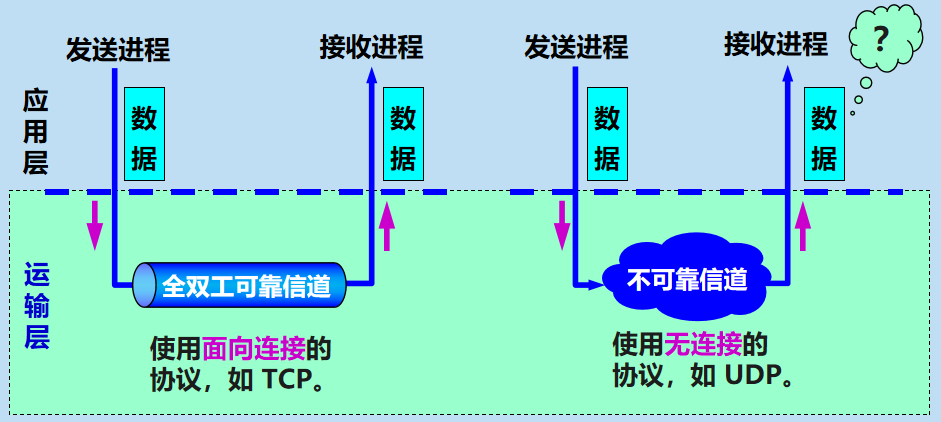 发送进程
接收进程
发送进程
接收进程
?
应用层
数据
数据
数据
数据
运输层
全双工可靠信道
不可靠信道
使用面向连接的
协议，如 TCP。
使用无连接的
协议，如 UDP。